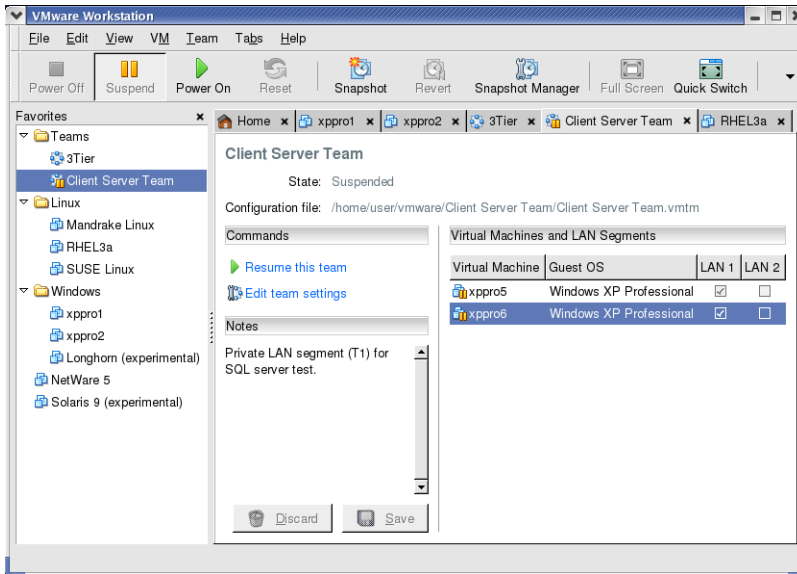 VMware Workstation
File Edit View VM Team Tabs Help
Power Off Suspend Power On Reset Snapshot Revert Snapshot Manager Full Screen Quick Switch
Favorites
Teams
3Tier
Client Server Team
Linux
Mandrake Linux
RHEL3a
SUSE Linux
Windows
xppro1
xppro2
Longhorn (experimental)
NetWare 5
Solaris 9 (experimental)
Home xppro1 xppro2 3Tier Client Server Team RHEL3a
Client Server Team
State: Suspended
Configuration file: /home/user/vmware/Client Server Team/Client Server Team.vmtm
Commands
Resume this team
Edit team settings
Notes
Private LAN segment (T1) for
SQL server test.
Discard Save
Virtual Machines and LAN Segments
Virtual Machine Guest OS LAN 1 LAN 2
xppro5 Windows XP Professional
xppro6 Windows XP Professional